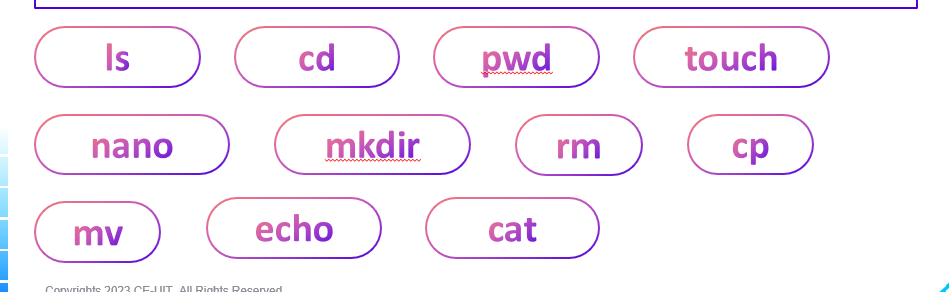 ls cd pwd touch
nano mkdir rm cp
mv echo cat
Copyrights 2023 CE-UIT. All Rights Reserved.